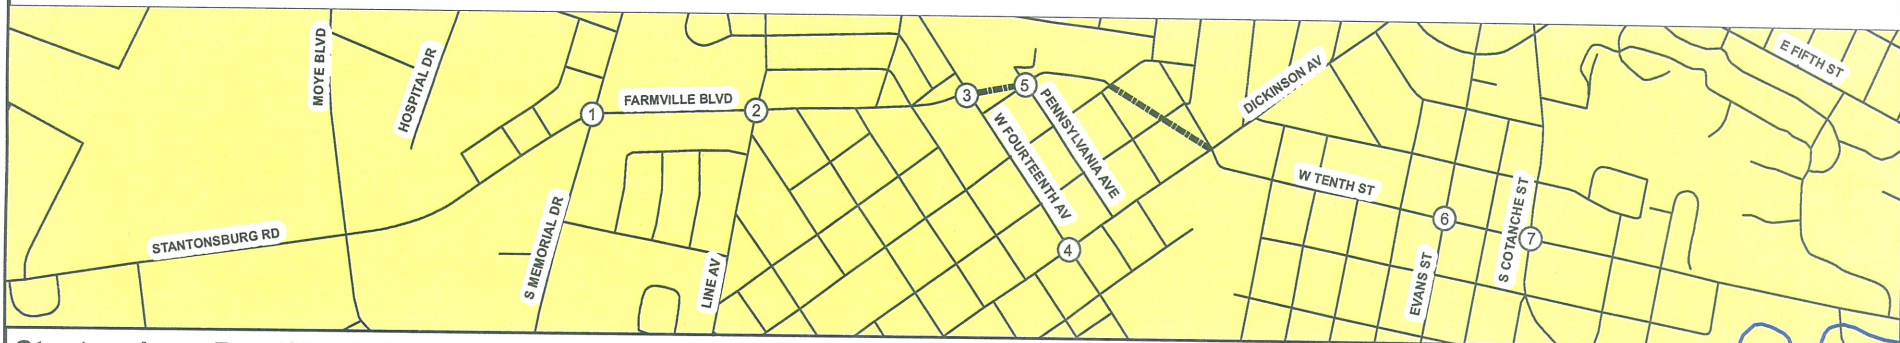 MOYE BLVD
HOSPITAL DR
STANTONSBURG RD
S MEMORIAL DR
1
FARMVILLE BLVD
2
LINE AV
3
5
W FOURTEENTH AV
PENNSYLVANIA AVE
4
DICKINSON AV
W TENTH ST
6
EVANS ST
S COTANCHE ST
7
E FIFTH ST